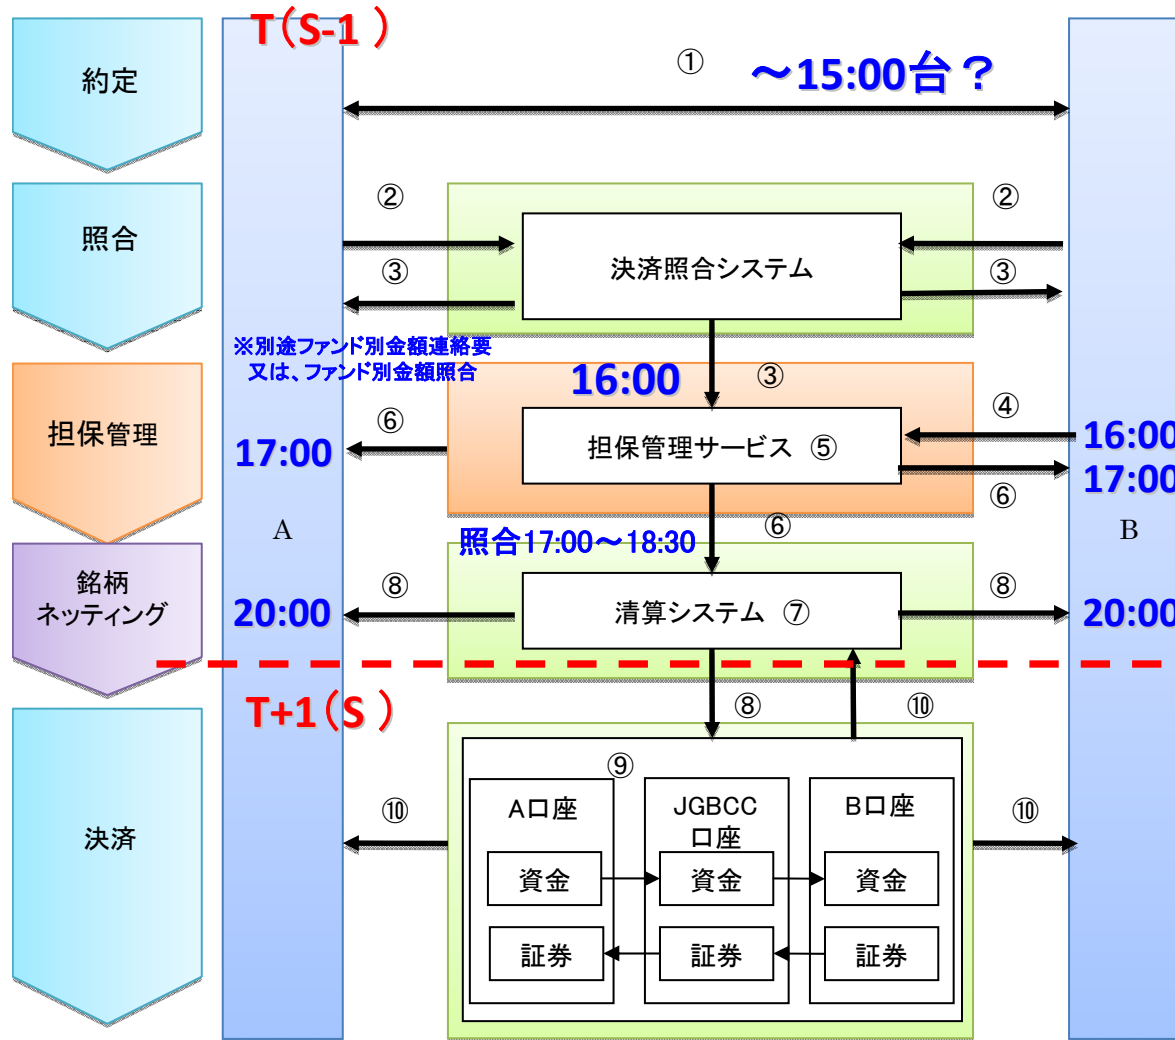 T(S-1 )
約定
①
～15:00台？
照合
②
②
決済照合システム
③
③
※別途ファンド別金額連絡要
又は、ファンド別金額照合
16:00
③
担保管理
⑥
④
17:00
担保管理サービス ⑤
16:00
17:00
⑥
A
⑥
B
照合17:00～18:30
銘柄
ネッティング
⑧
⑧
20:00
清算システム ⑦
20:00
T+1(S )
⑧
⑩
⑨
決済
⑩
A口座
JGBCC
口座
B口座
⑩
資金
資金
資金
証券
証券
証券